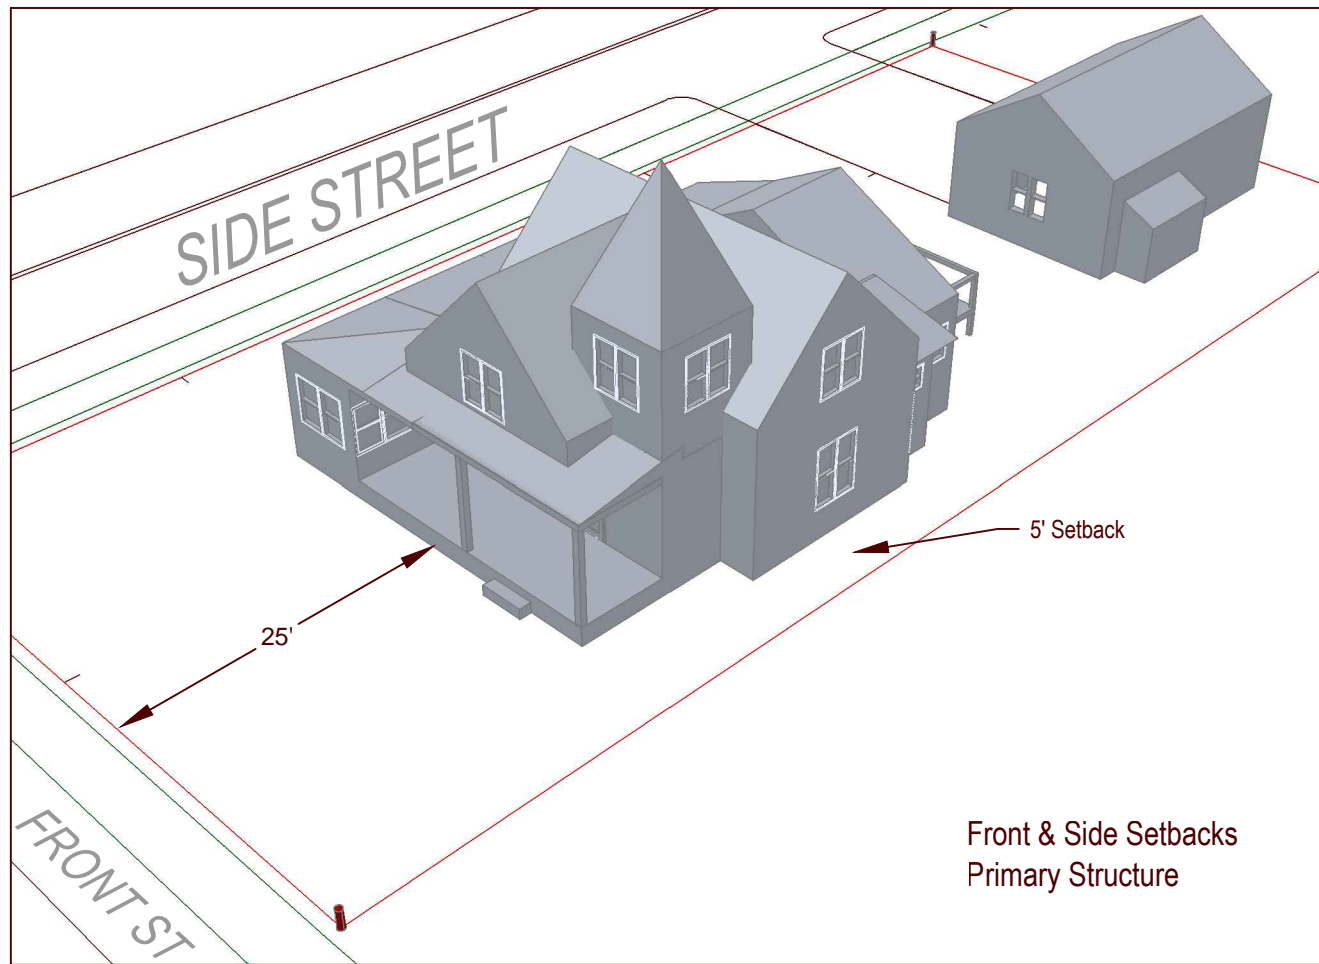 SIDE STREET
5' Setback
25'
FRONT ST
Front & Side Setbacks
Primary Structure